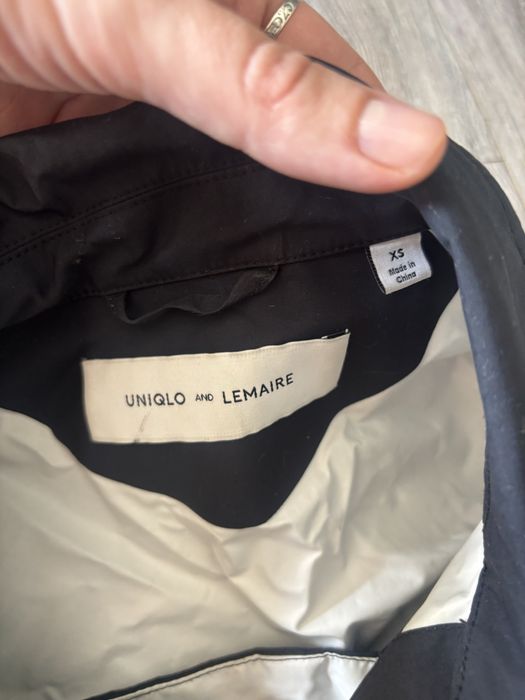 XS
Made in
China
UNIQLO AND LEMAIRE